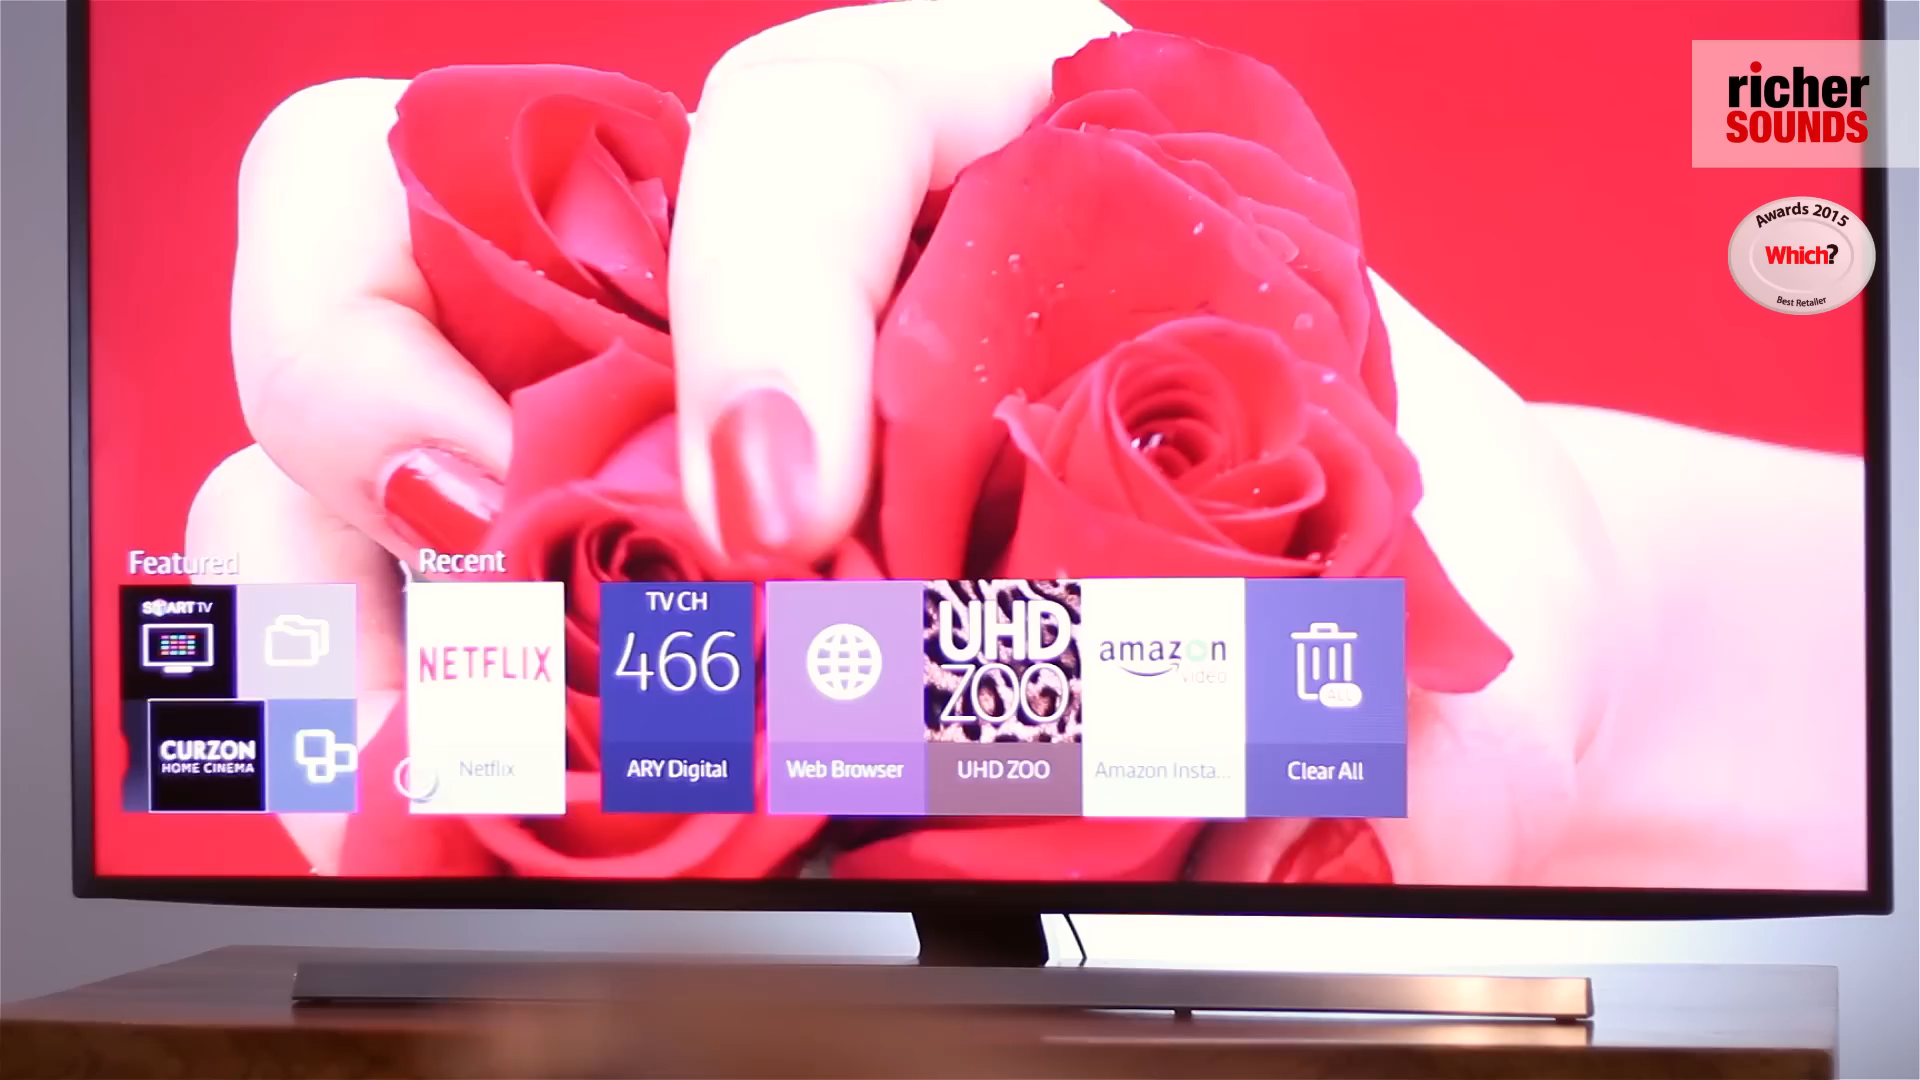 richer
SOUNDS
Awards 2015
Which?
Best Retailer
Featured
Recent
SMART TV
CURZON
HOME CINEMA
NETFLIX
Netflix
TV CH
466
ARY Digital
Web Browser
UHD
ZOO
UHD ZOO
amazon
video
Amazon Insta...
ALL
Clear All